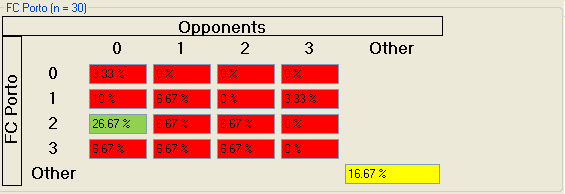 FC Porto (n = 30)
Opponents
0 1 2 3 Other
FC Porto
0 3.33 % 0 % 0 % 0 %
1 10 % 6.67 % 0 % 3.33 %
2 26.67 % 6.67 % 6.67 % 0 %
3 6.67 % 6.67 % 6.67 % 0 %
Other 16.67 %